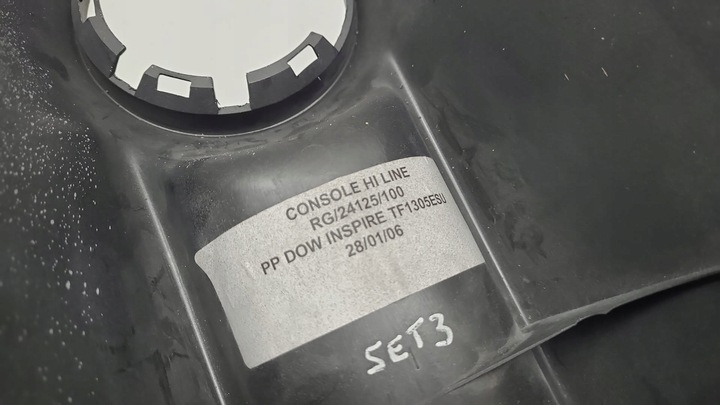 CONSOLE HI LINE
RG/24125/100
PP DOW INSPIRE TF1305ESU
28/01/06
SET3